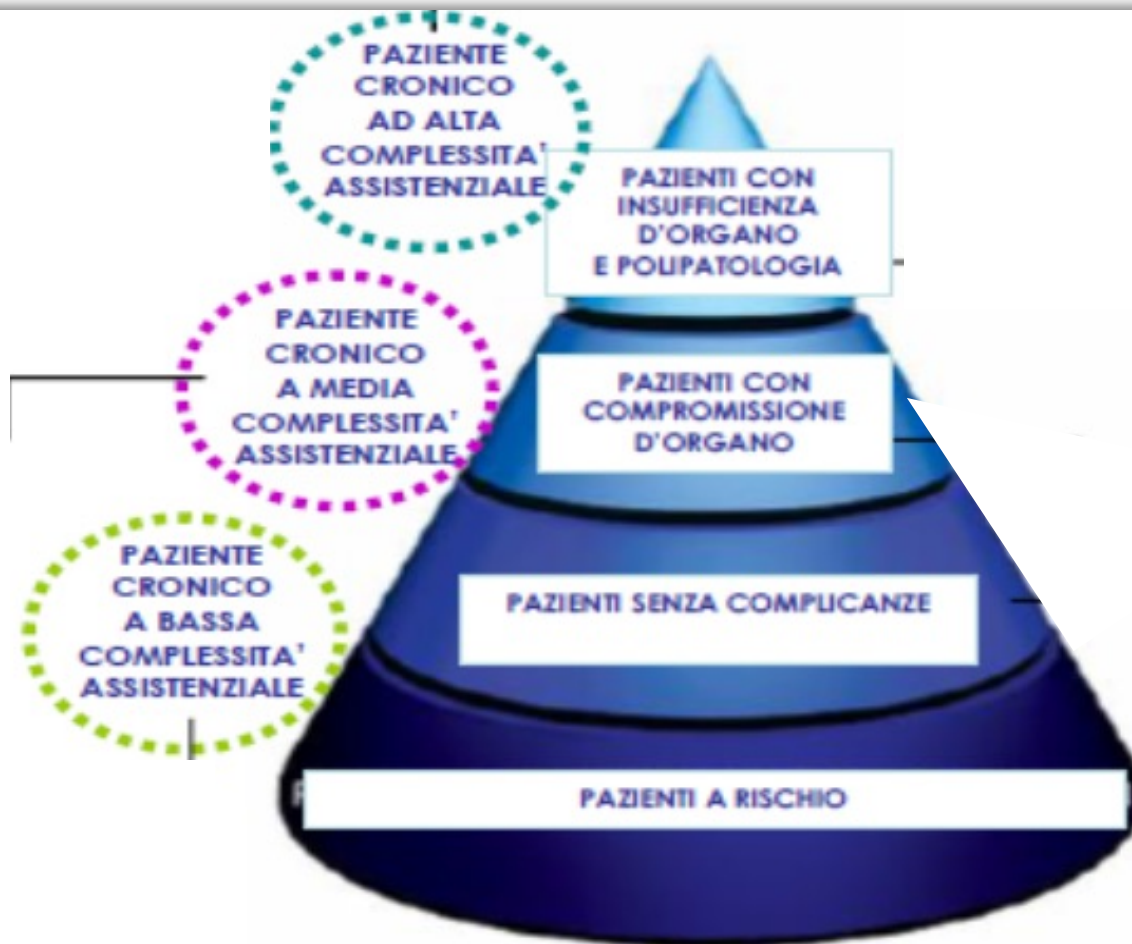 PAZIENTE
CRONICO
AD ALTA
COMPLESSITA'
ASSISTENZIALE
PAZIENTI CON
INSUFFICIENZA
D'ORGANO
E POLIPATOLOGIA
PAZIENTE
CRONICO
A MEDIA
COMPLESSITA'
ASSISTENZIALE
PAZIENTI CON
COMPROMISSIONE
D'ORGANO
PAZIENTE
CRONICO
A BASSA
COMPLESSITA'
ASSISTENZIALE
PAZIENTI SENZA COMPLICANZE
PAZIENTI A RISCHIO